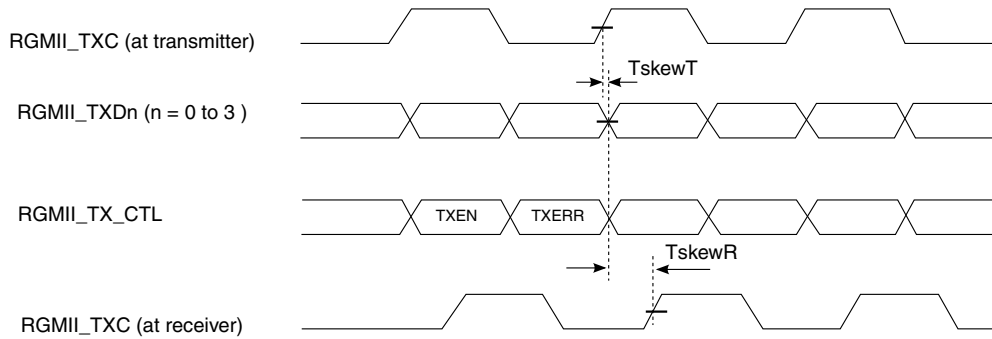 RGMII_TXC (at transmitter)
TskewT
RGMII_TXDn (n = 0 to 3 )
RGMII_TX_CTL
TXEN
TXERR
TskewR
RGMII_TXC (at receiver)